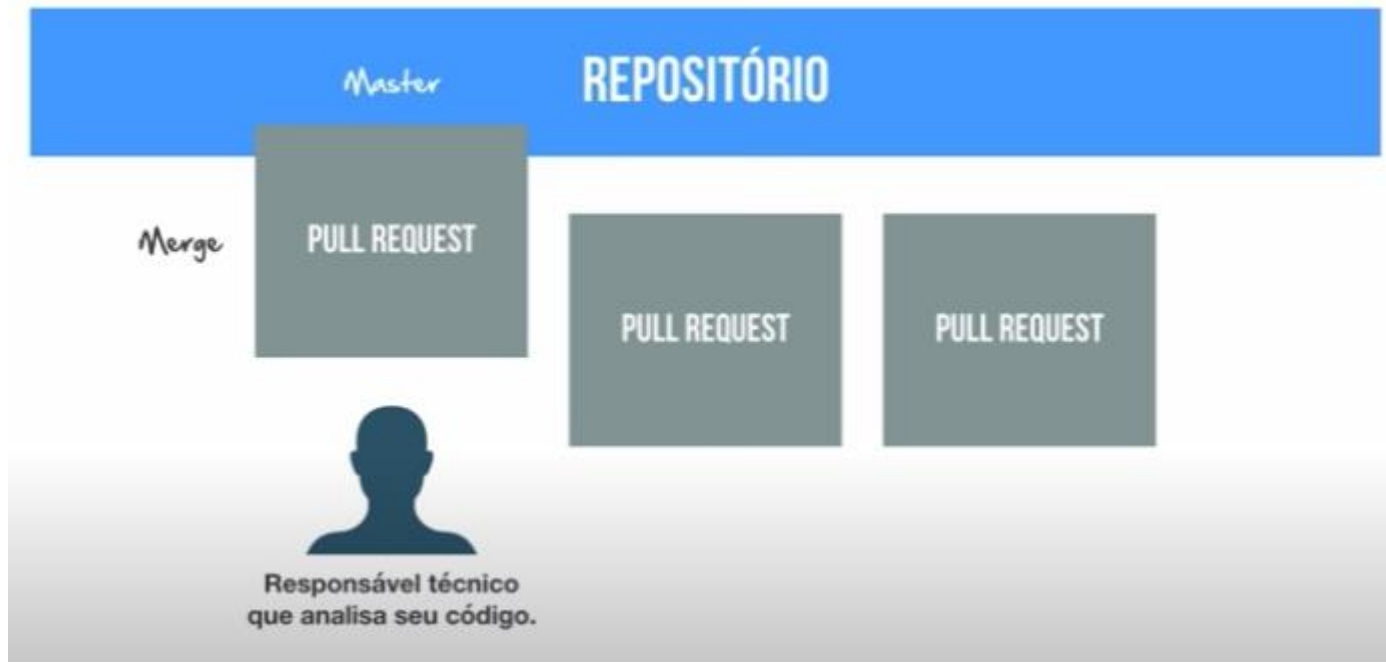 Master
REPOSITÓRIO
Merge
PULL REQUEST
PULL REQUEST
PULL REQUEST
Responsável técnico
que analisa seu código.